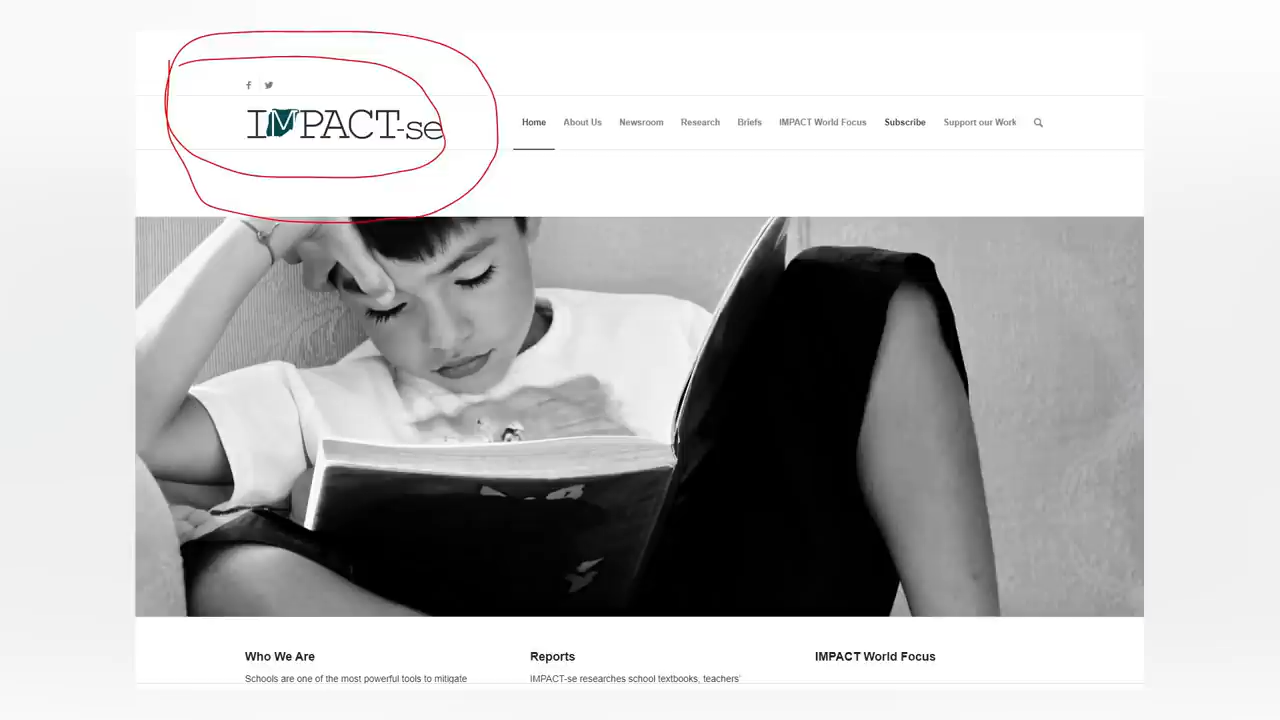 IMPACT-se
Home About Us Newsroom Research Briefs IMPACT World Focus Subscribe Support our Work
Who We Are
Schools are one of the most powerful tools to mitigate
Reports
IMPACT-se researches school textbooks, teachers'
IMPACT World Focus